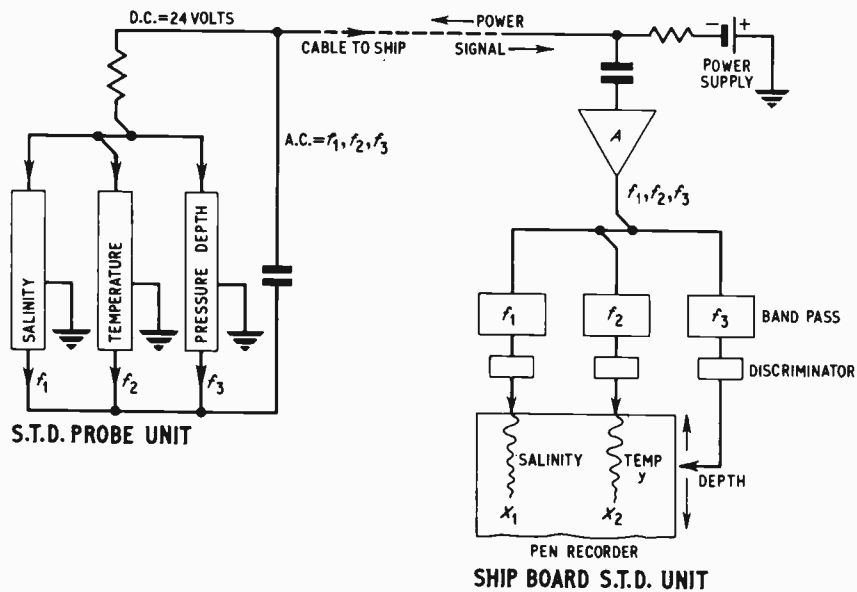 D.C.=24 VOLTS
POWER
CABLE TO SHIP
SIGNAL
− +
POWER
SUPPLY
A.C.=f₁, f₂, f₃
A
f₁, f₂, f₃
SALINITY
TEMPERATURE
PRESSURE DEPTH
f₁
f₂
f₃
BAND PASS
DISCRIMINATOR
f₁
f₂
f₃
S.T.D. PROBE UNIT
SALINITY
TEMP
y
DEPTH
X₁
X₂
PEN RECORDER
SHIP BOARD S.T.D. UNIT